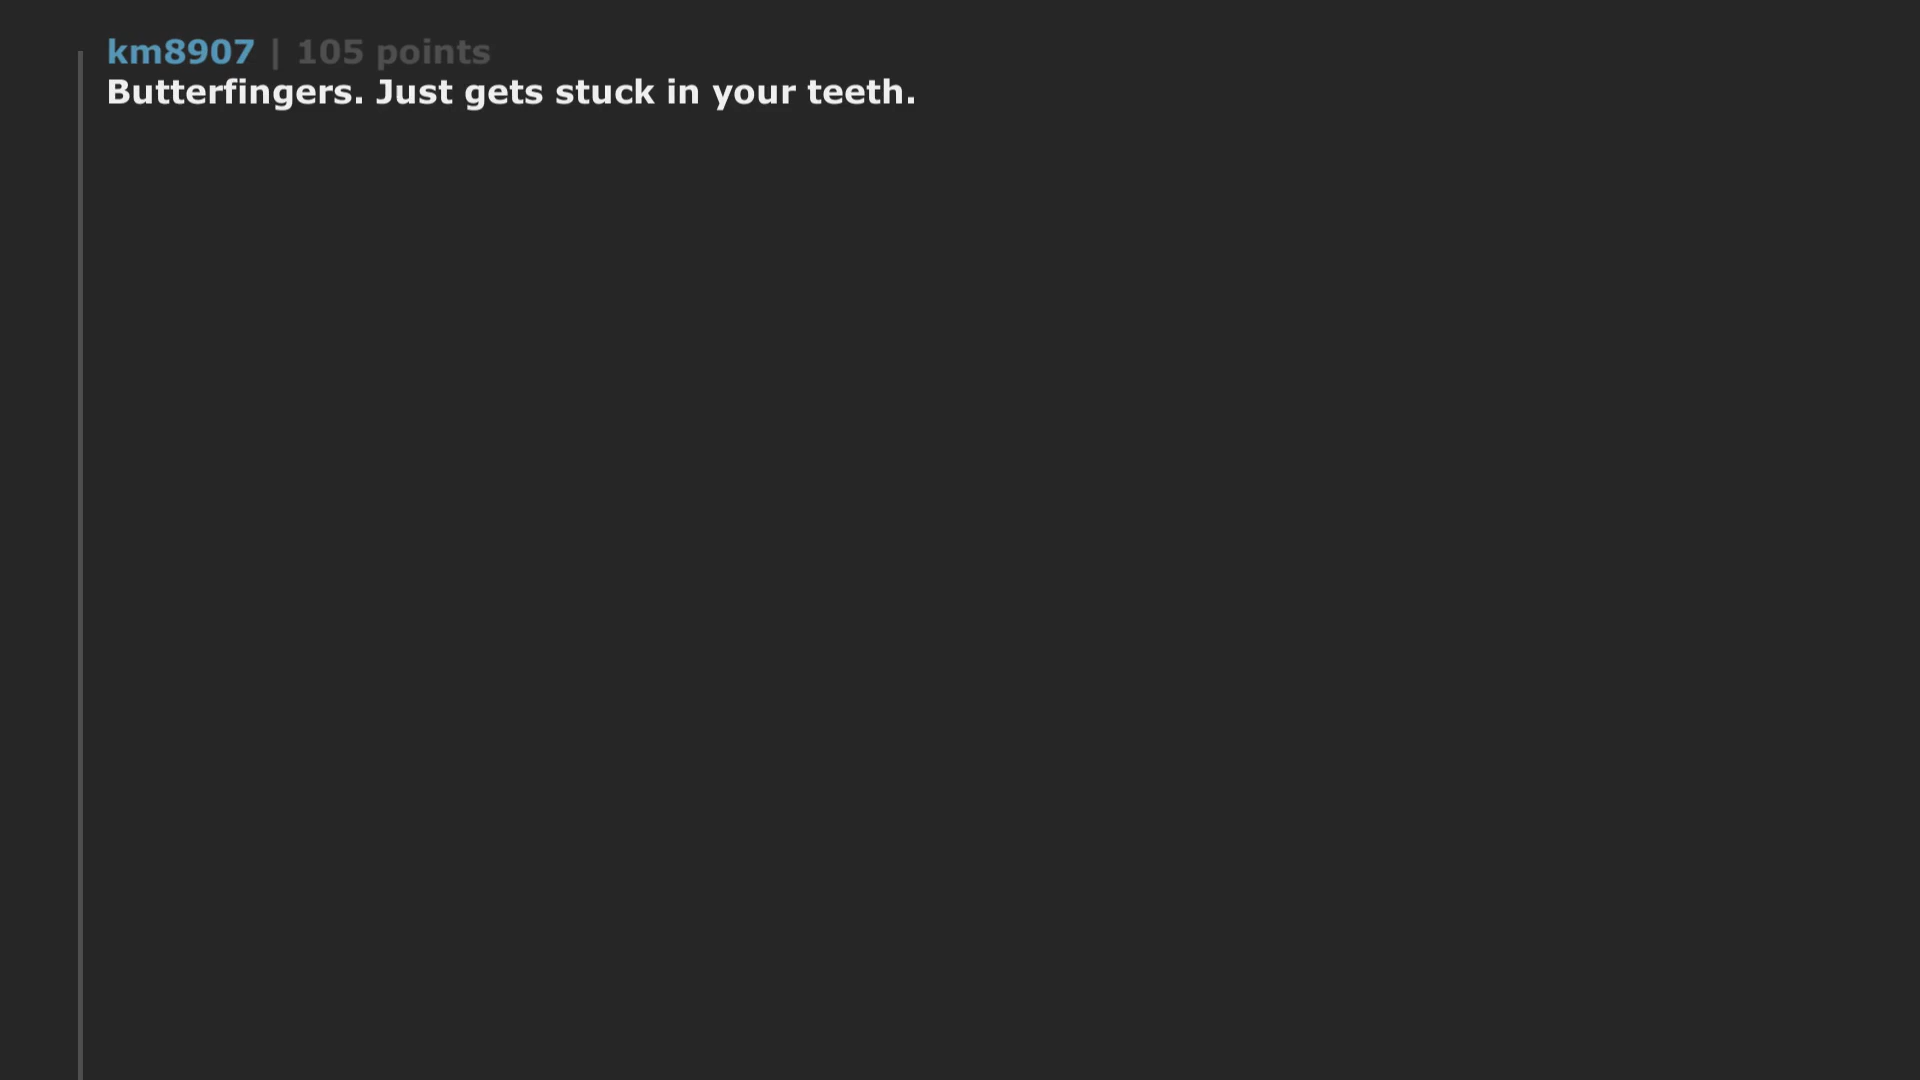 km8907 | 105 points
Butterfingers. Just gets stuck in your teeth.